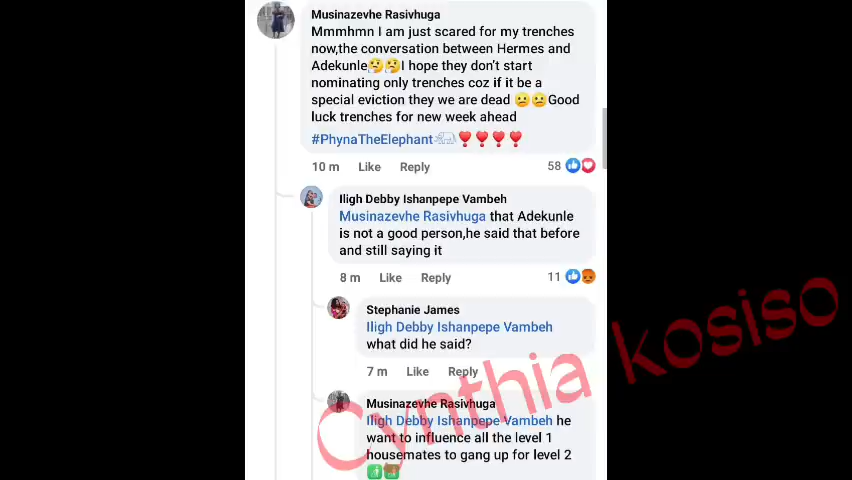 Musinazevhe Rasivhuga
Mmmhmn I am just scared for my trenches
now,the conversation between Hermes and
Adekunle🤔🤔I hope they don't start
nominating only trenches coz if it be a
special eviction they we are dead 😕😕Good
luck trenches for new week ahead
#PhynaTheElephant🐘❣️❣️❣️❣️
10 m Like Reply 58
Iligh Debby Ishanpepe Vambeh
Musinazevhe Rasivhuga that Adekunle
is not a good person,he said that before
and still saying it
8 m Like Reply 11
Stephanie James
Iligh Debby Ishanpepe Vambeh
what did he said?
7 m Like Reply
Musinazevhe Rasivhuga
Iligh Debby Ishanpepe Vambeh he
want to influence all the level 1
housemates to gang up for level 2
Cynthia kosiso